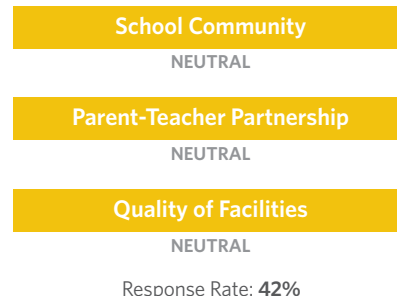 School Community
NEUTRAL
Parent-Teacher Partnership
NEUTRAL
Quality of Facilities
NEUTRAL
Response Rate: 42%